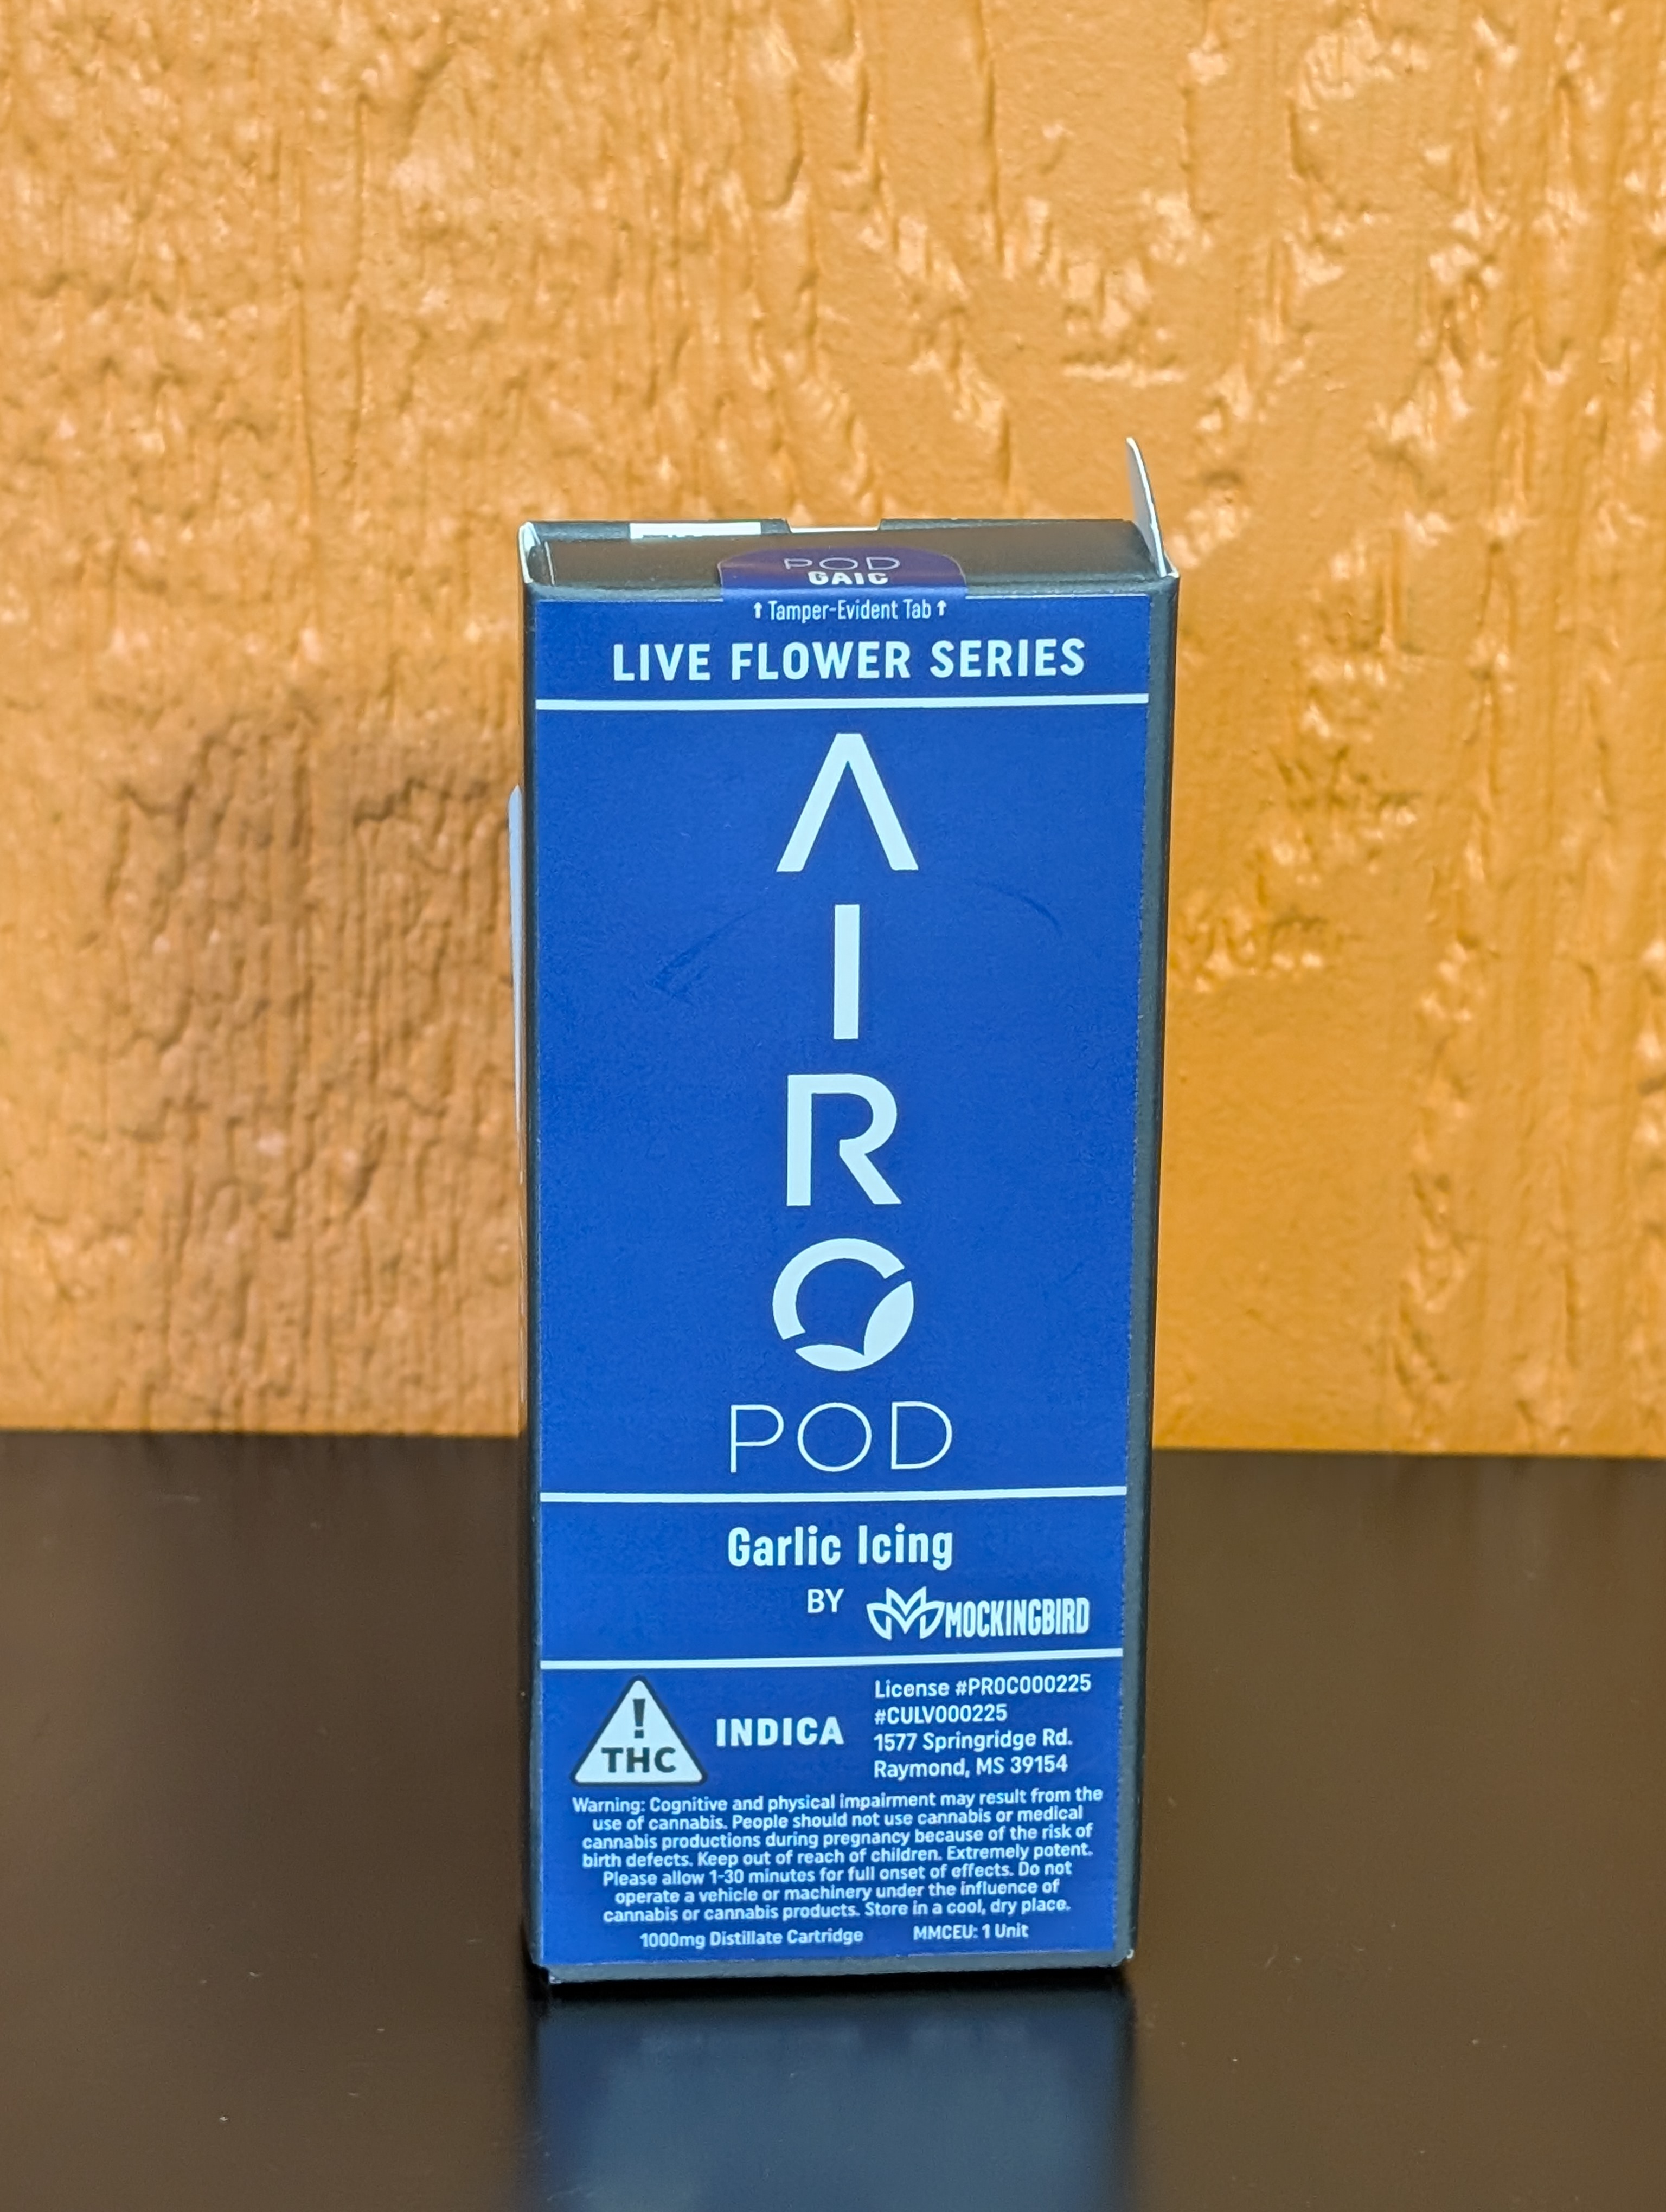 POD
GAIC
⬆ Tamper-Evident Tab ⬆
LIVE FLOWER SERIES
AIRO
POD
Garlic Icing
BY MOCKINGBIRD
! THC
INDICA
License #PROC000225
#CULV000225
1577 Springridge Rd.
Raymond, MS 39154
Warning: Cognitive and physical impairment may result from the
use of cannabis. People should not use cannabis or medical
cannabis productions during pregnancy because of the risk of
birth defects. Keep out of reach of children. Extremely potent.
Please allow 1-30 minutes for full onset of effects. Do not
operate a vehicle or machinery under the influence of
cannabis or cannabis products. Store in a cool, dry place.
1000mg Distillate Cartridge MMCEU: 1 Unit